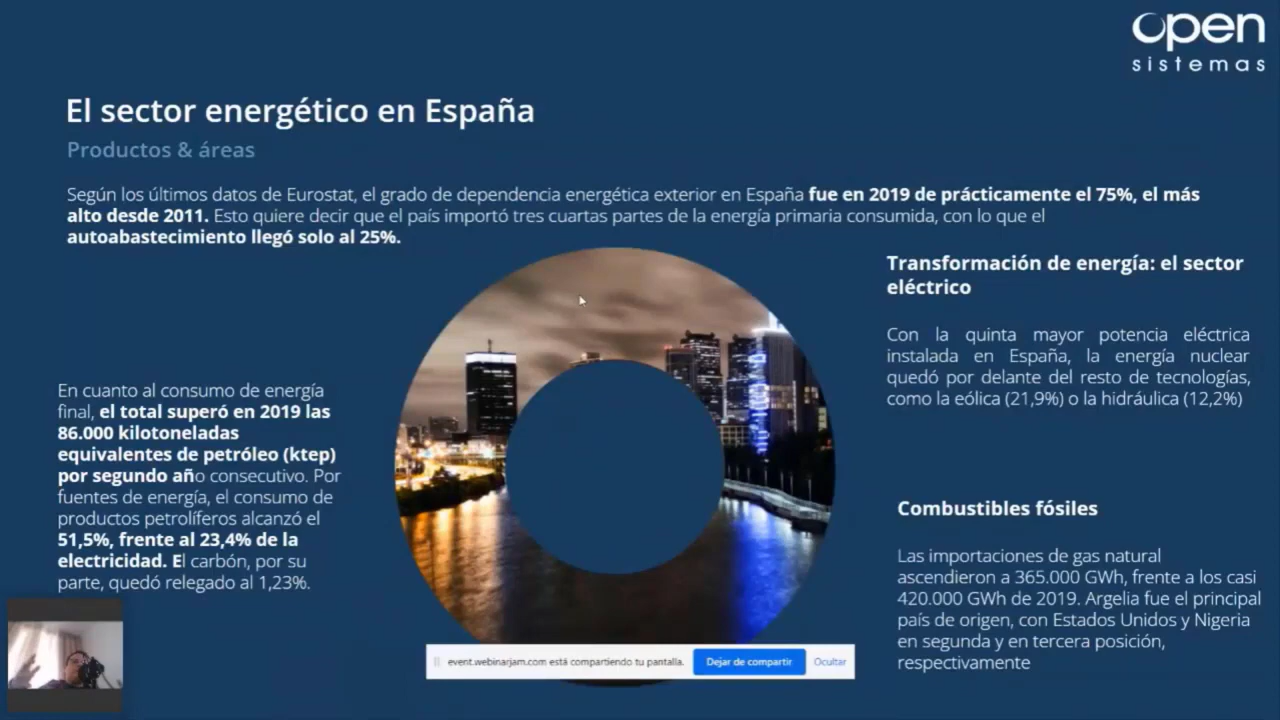 open
sistemas
El sector energético en España
Productos & áreas
Según los últimos datos de Eurostat, el grado de dependencia energética exterior en España fue en 2019 de prácticamente el 75%, el más
alto desde 2011. Esto quiere decir que el país importó tres cuartas partes de la energía primaria consumida, con lo que el
autoabastecimiento llegó solo al 25%.
En cuanto al consumo de energía
final, el total superó en 2019 las
86.000 kilotoneladas
equivalentes de petróleo (ktep)
por segundo año consecutivo. Por
fuentes de energía, el consumo de
productos petrolíferos alcanzó el
51,5%, frente al 23,4% de la
electricidad. El carbón, por su
parte, quedó relegado al 1,23%.
Transformación de energía: el sector
eléctrico
Con la quinta mayor potencia eléctrica
instalada en España, la energía nuclear
quedó por delante del resto de tecnologías,
como la eólica (21,9%) o la hidráulica (12,2%)
Combustibles fósiles
Las importaciones de gas natural
ascendieron a 365.000 GWh, frente a los casi
420.000 GWh de 2019. Argelia fue el principal
país de origen, con Estados Unidos y Nigeria
en segunda y en tercera posición,
respectivamente
event.webinarjam.com está compartiendo tu pantalla. Dejar de compartir Ocultar